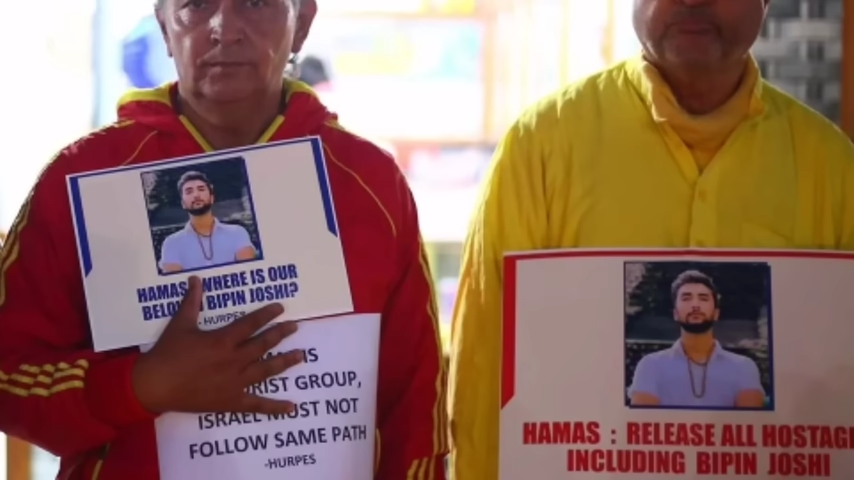 HAMAS WHERE IS OUR
BIPIN JOSHI?
- HURPES
IS
GROUP,
ISRAEL MUST NOT
FOLLOW SAME PATH
-HURPES
HAMAS : RELEASE ALL
INCLUDING BIPIN JOSHI